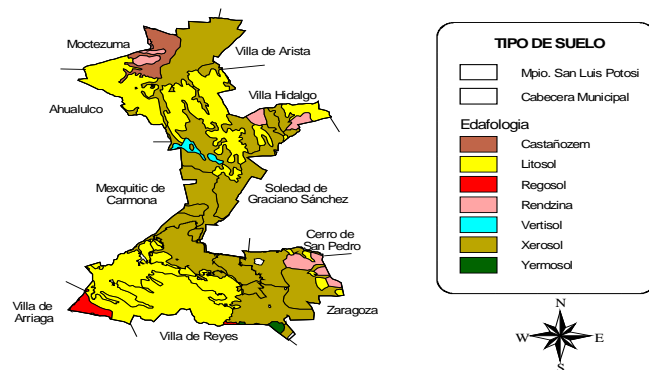 Moctezuma
Villa de Arista
Ahualulco
Villa Hidalgo
Mexquitic de
Carmona
Soledad de
Graciano Sánchez
Cerro de
San Pedro
Villa de
Arriaga
Villa de Reyes
Zaragoza
TIPO DE SUELO
Mpio. San Luis Potosi
Cabecera Municipal
Edafologia
Castañozem
Litosol
Regosol
Rendzina
Vertisol
Xerosol
Yermosol
N
W E
S